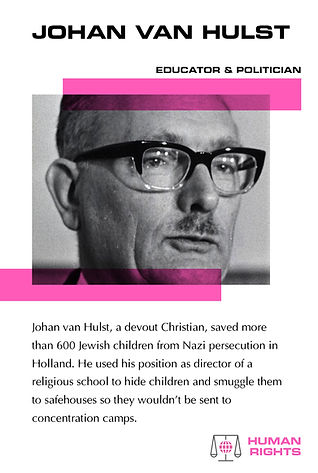 JOHAN VAN HULST
EDUCATOR & POLITICIAN
Johan van Hulst, a devout Christian, saved more
than 600 Jewish children from Nazi persecution in
Holland. He used his position as director of a
religious school to hide children and smuggle them
to safehouses so they wouldn’t be sent to
concentration camps.
HUMAN
RIGHTS